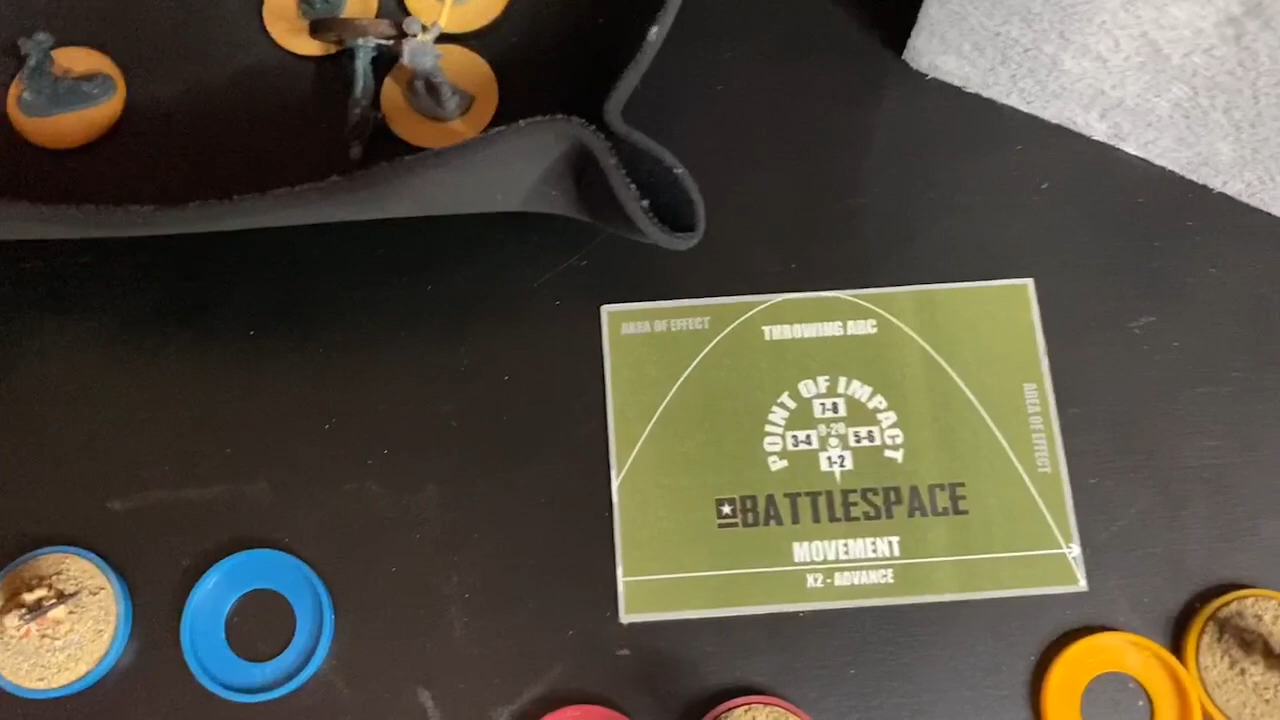 AREA OF EFFECT
THROWING ARC
AREA OF EFFECT
POINT OF IMPACT
7-8
3-4 9-20 5-6
1-2
BATTLESPACE
MOVEMENT
X2 - ADVANCE